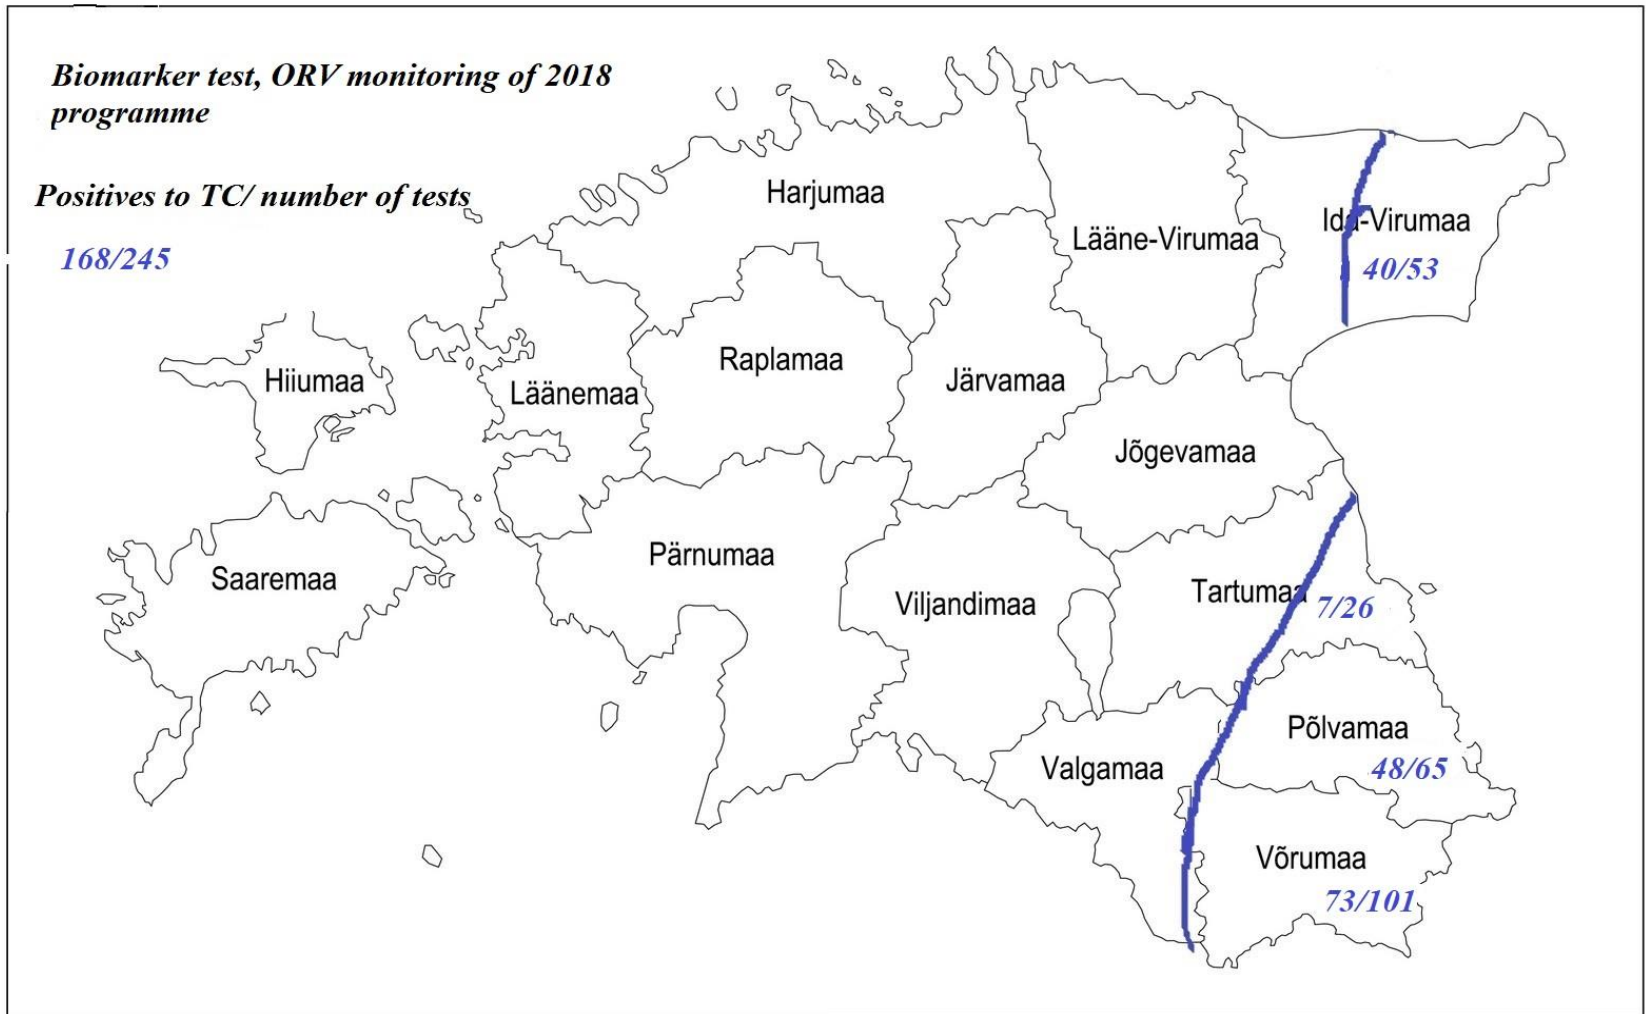 Biomarker test, ORV monitoring of 2018
programme
Positives to TC/ number of tests
168/245
Harjumaa
Lääne-Virumaa
Ida-Virumaa
40/53
Hiiumaa
Läänemaa
Raplamaa
Järvamaa
Jõgevamaa
Saaremaa
Pärnumaa
Viljandimaa
Tartumaa
7/26
Valgamaa
Põlvamaa
48/65
Võrumaa
73/101